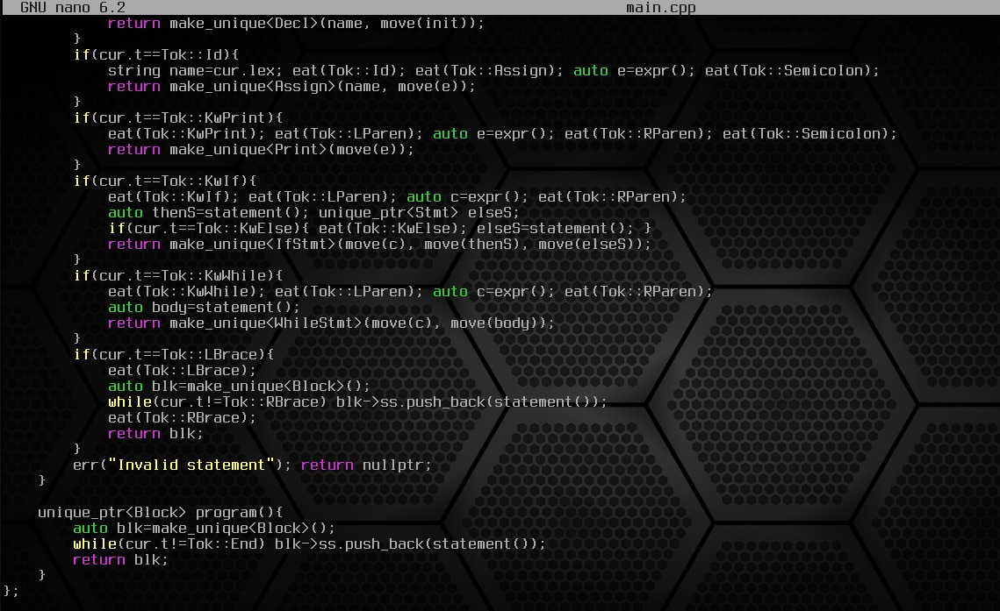 GNU nano 6.2 main.cpp
            return make_unique<Decl>(name, move(init));
        }
        if(cur.t==Tok::Id){
            string name=cur.lex; eat(Tok::Id); eat(Tok::Assign); auto e=expr(); eat(Tok::Semicolon);
            return make_unique<Assign>(name, move(e));
        }
        if(cur.t==Tok::KwPrint){
            eat(Tok::KwPrint); eat(Tok::LParen); auto e=expr(); eat(Tok::RParen); eat(Tok::Semicolon);
            return make_unique<Print>(move(e));
        }
        if(cur.t==Tok::KwIf){
            eat(Tok::KwIf); eat(Tok::LParen); auto c=expr(); eat(Tok::RParen);
            auto thenS=statement(); unique_ptr<Stmt> elseS;
            if(cur.t==Tok::KwElse){ eat(Tok::KwElse); elseS=statement(); }
            return make_unique<IfStmt>(move(c), move(thenS), move(elseS));
        }
        if(cur.t==Tok::KwWhile){
            eat(Tok::KwWhile); eat(Tok::LParen); auto c=expr(); eat(Tok::RParen);
            auto body=statement();
            return make_unique<WhileStmt>(move(c), move(body));
        }
        if(cur.t==Tok::LBrace){
            eat(Tok::LBrace);
            auto blk=make_unique<Block>();
            while(cur.t!=Tok::RBrace) blk->ss.push_back(statement());
            eat(Tok::RBrace);
            return blk;
        }
        err("Invalid statement"); return nullptr;
    }

    unique_ptr<Block> program(){
        auto blk=make_unique<Block>();
        while(cur.t!=Tok::End) blk->ss.push_back(statement());
        return blk;
    }
};